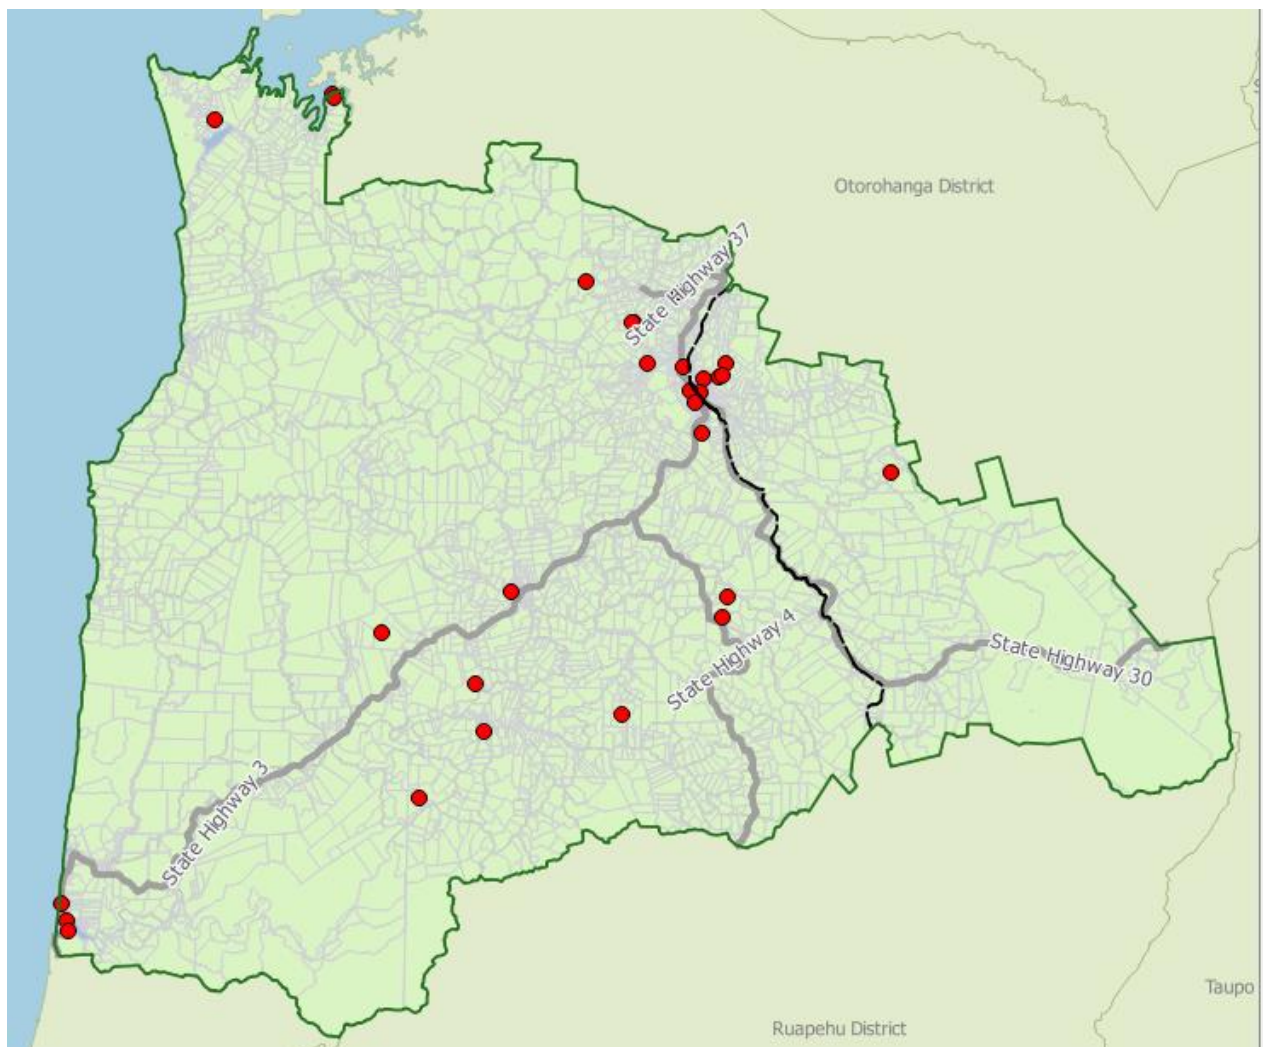 Otorohanga District
State Highway 37
State Highway 4
State Highway 30
State Highway 3
Taupo
Ruapehu District